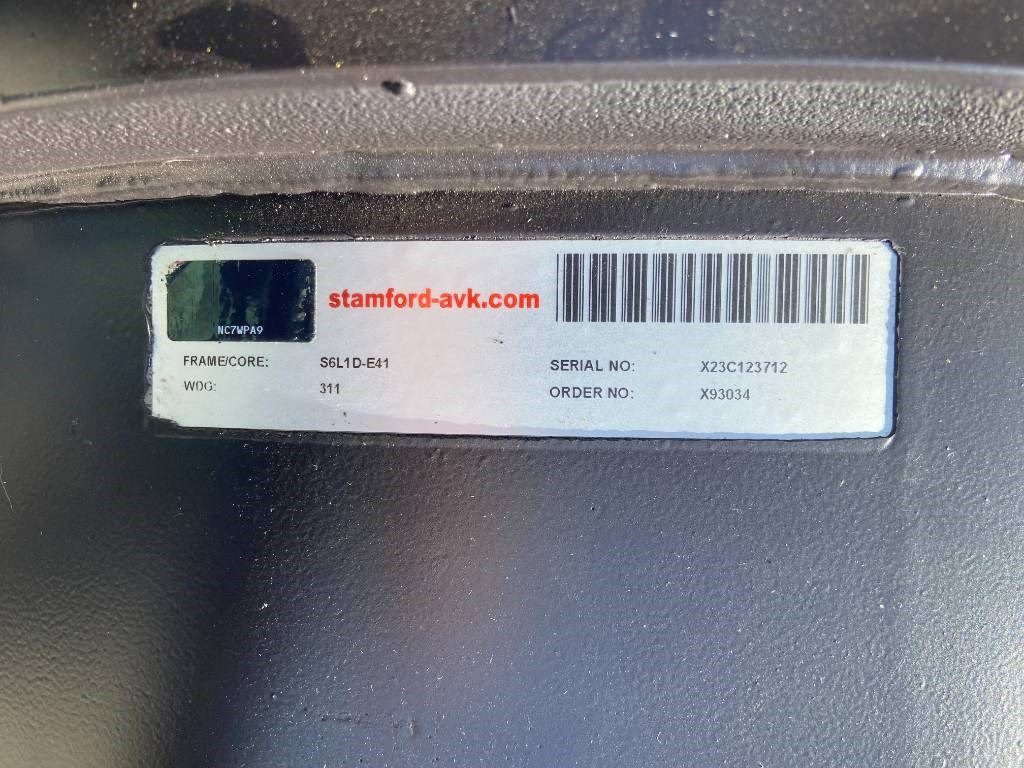 stamford-avk.com
NC7WPA9
FRAME/CORE: S6L1D-E41 SERIAL NO: X23C123712
WDG: 311 ORDER NO: X93034